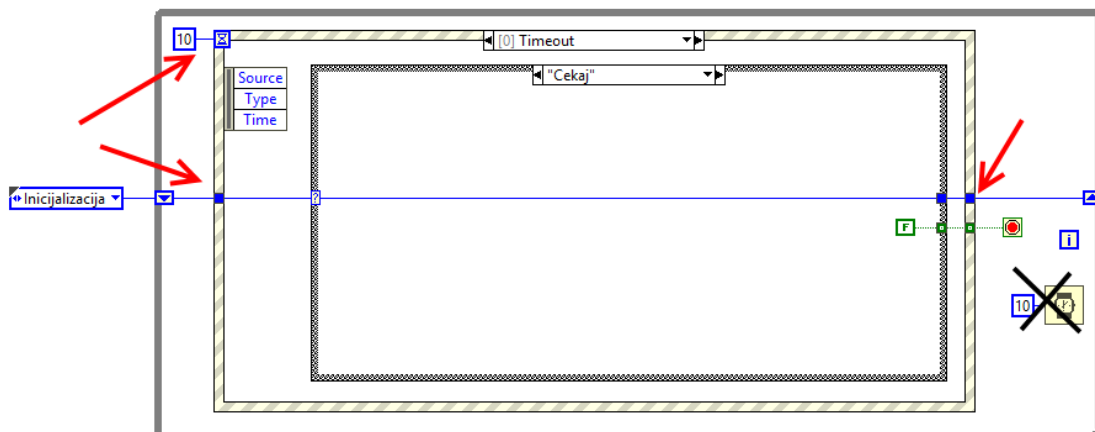 10
[0] Timeout
"Cekaj"
Source
Type
Time
Inicijalizacija
?
F
i
10